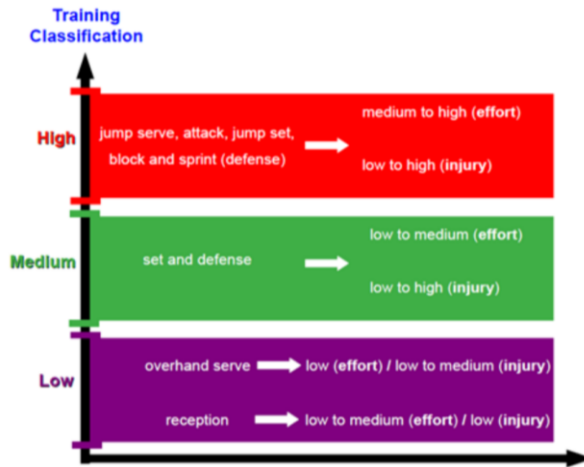 Training
Classification
High
jump serve, attack, jump set,
block and sprint (defense)
medium to high (effort)
low to high (injury)
Medium
set and defense
low to medium (effort)
low to high (injury)
Low
overhand serve
low (effort) / low to medium (injury)
reception
low to medium (effort) / low (injury)